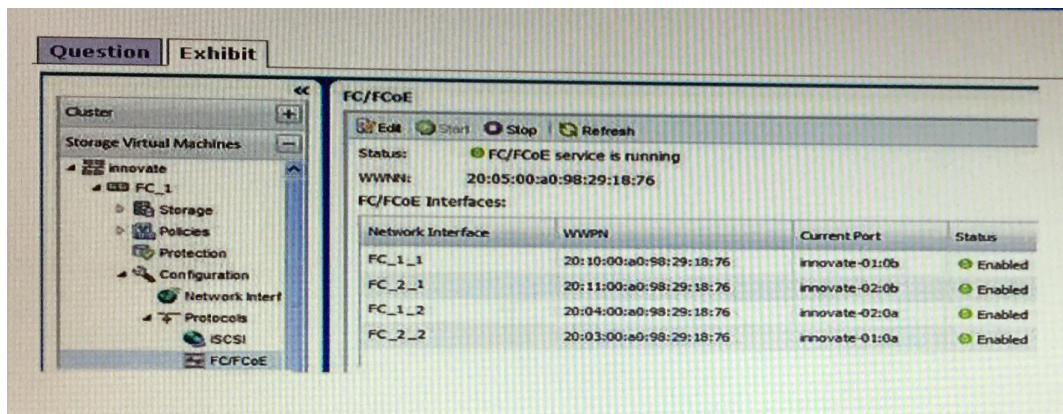 Question Exhibit
Cluster
Storage Virtual Machines
innovate
FC_1
Storage
Policies
Protection
Configuration
Network Interf
Protocols
iSCSI
FC/FCoE
FC/FCoE
Edit Start Stop Refresh
Status: FC/FCoE service is running
WWNN: 20:05:00:a0:98:29:18:76
FC/FCoE Interfaces:
Network Interface WWPN Current Port Status
FC_1_1 20:10:00:a0:98:29:18:76 innovate-01:0b Enabled
FC_2_1 20:11:00:a0:98:29:18:76 innovate-02:0b Enabled
FC_1_2 20:04:00:a0:98:29:18:76 innovate-02:0a Enabled
FC_2_2 20:03:00:a0:98:29:18:76 innovate-01:0a Enabled